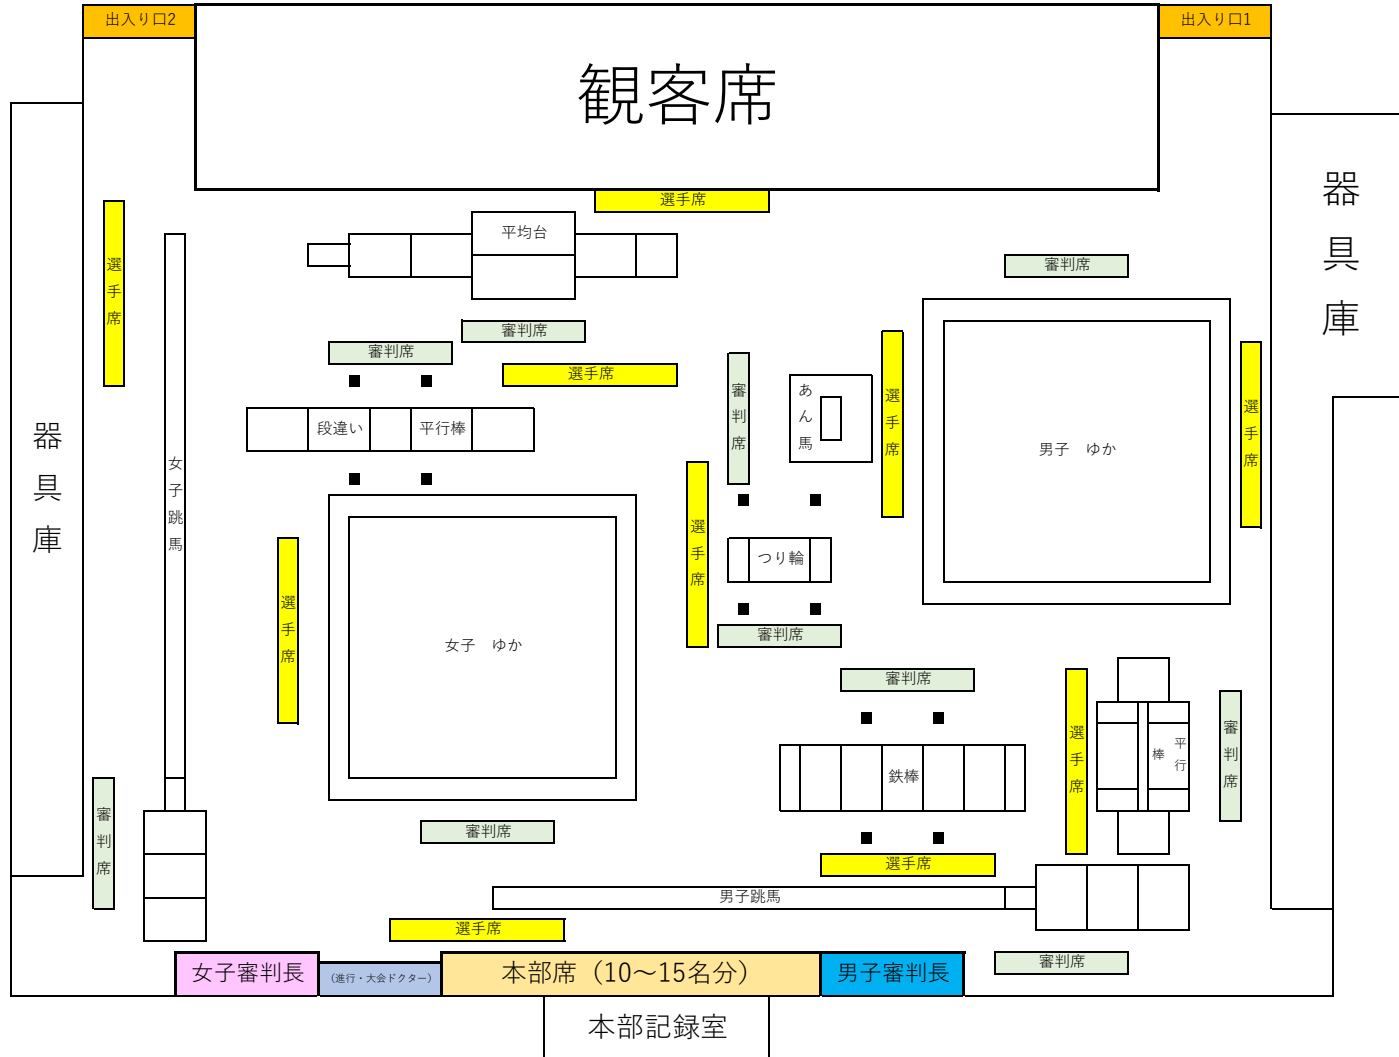 出入り口2
出入り口1
観客席
選手席
平均台
器具庫
選手席
審判席
審判席
審判席
選手席
審判席
あん馬
選手席
選手席
男子　ゆか
段違い
平行棒
器具庫
女子跳馬
選手席
つり輪
選手席
審判席
女子　ゆか
審判席
選手席
平行棒
審判席
鉄棒
審判席
審判席
選手席
男子跳馬
選手席
審判席
女子審判長
（進行・大会ドクター）
本部席（10～15名分）
男子審判長
本部記録室